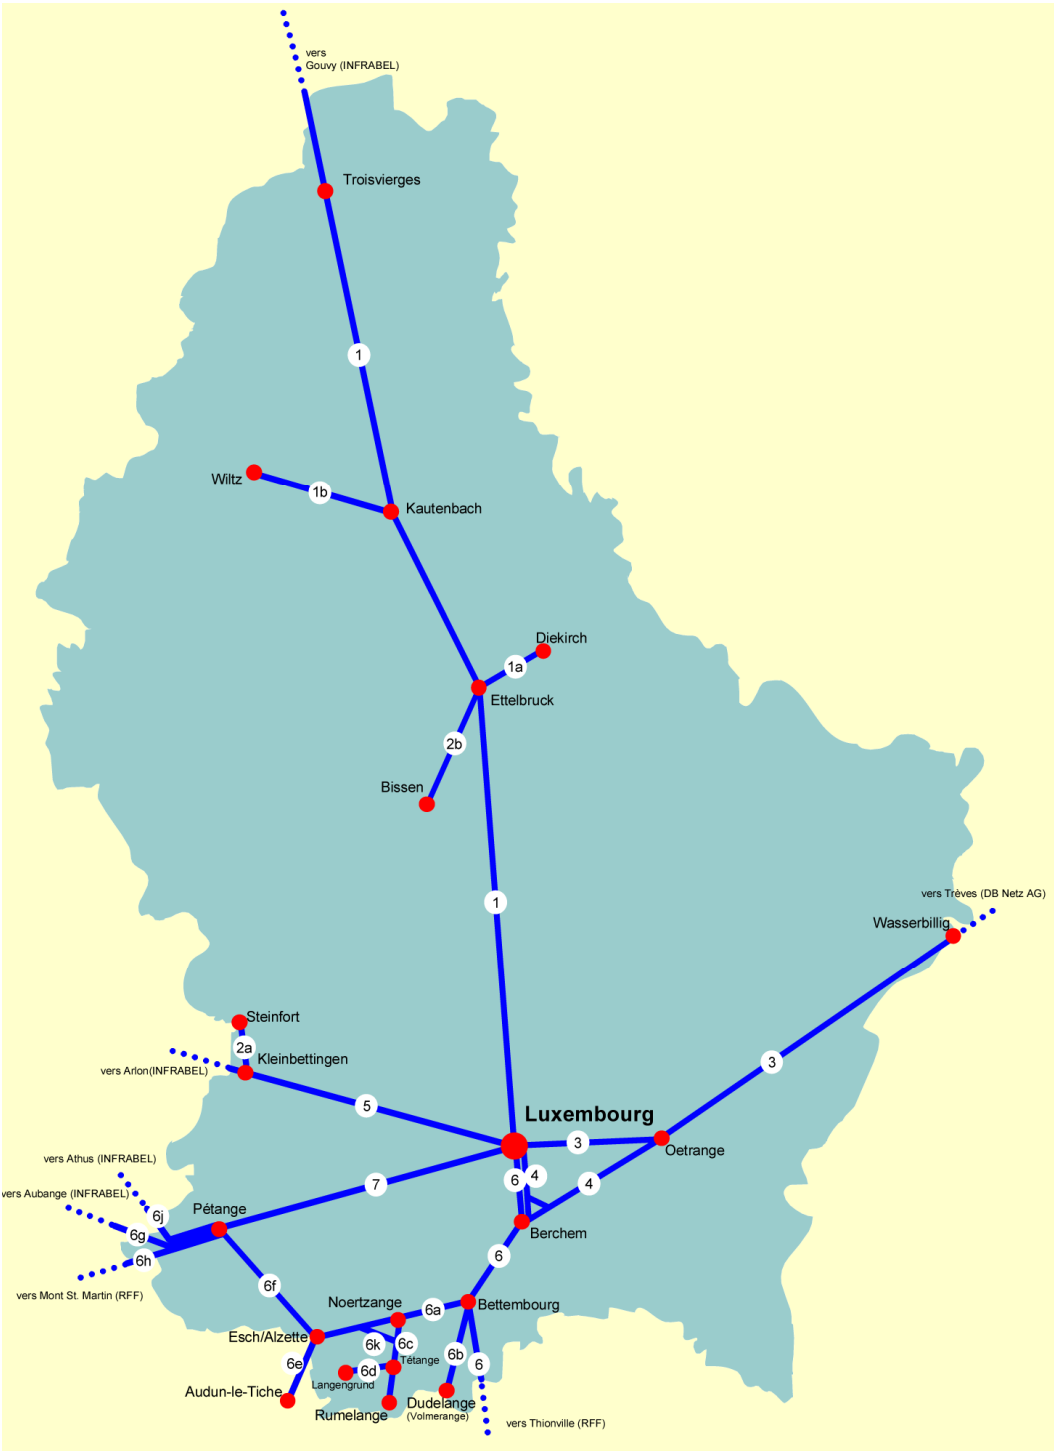 vers
Gouvy (INFRABEL)
Troisvierges
1
Wiltz
1b
Kautenbach
Diekirch
1a
Ettelbruck
2b
Bissen
1
vers Trêves (DB Netz AG)
Wasserbillig
Steinfort
2a
Kleinbettingen
vers Arlon(INFRABEL)
3
5
Luxembourg
3
Oetrange
vers Athus (INFRABEL)
7
6
4
4
vers Aubange (INFRABEL)
Pétange
6j
6g
6h
Berchem
6
vers Mont St. Martin (RFF)
6f
Noertzange
6a
Bettembourg
Esch/Alzette
6k
6c
6b
6
6e
6d
Tétange
Langengrund
Audun-le-Tiche
Rumelange
Dudelange
(Volmerange)
vers Thionville (RFF)